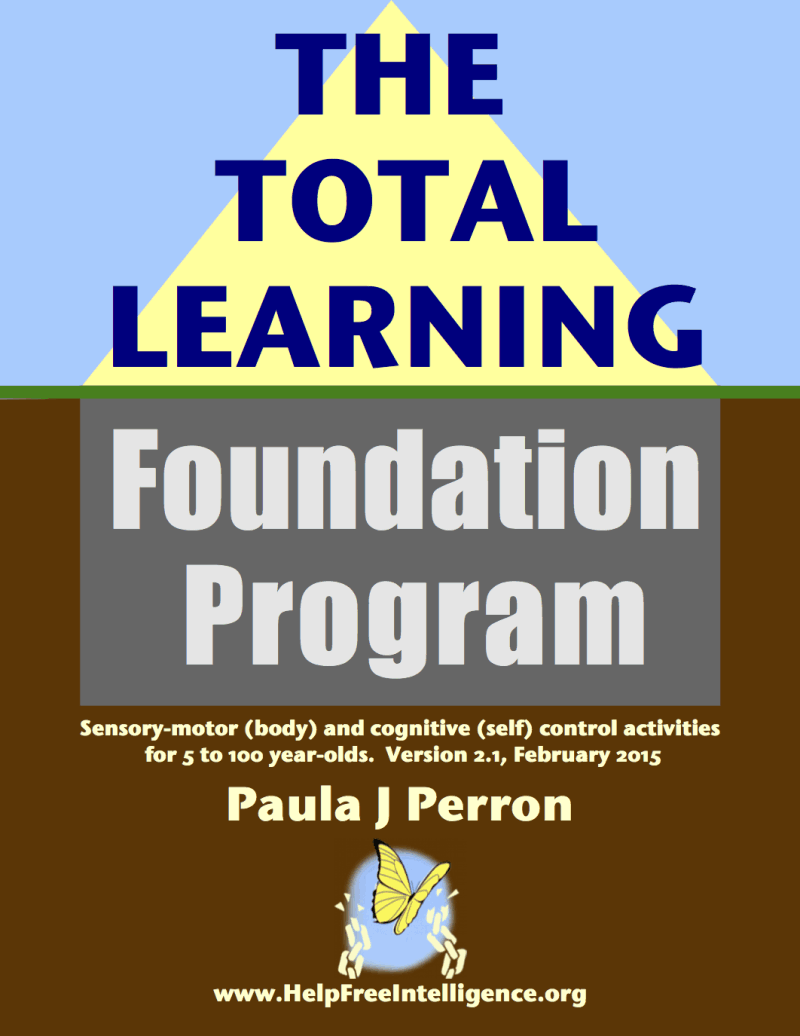 THE
TOTAL
LEARNING
Foundation
Program
Sensory-motor (body) and cognitive (self) control activities
for 5 to 100 year-olds.  Version 2.1, February 2015
Paula J Perron
www.HelpFreeIntelligence.org